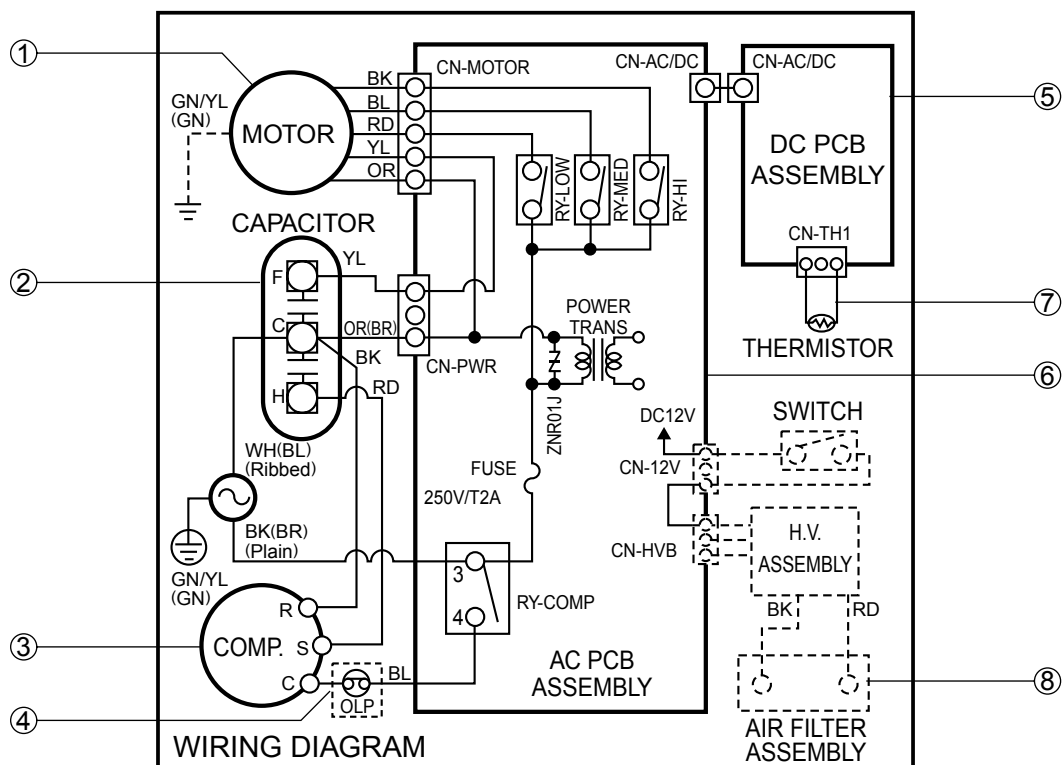 1
GN/YL
(GN)
MOTOR
BK
BL
RD
YL
OR
CN-MOTOR
CN-AC/DC
CN-AC/DC
5
DC PCB
ASSEMBLY
RY-LOW
RY-MED
RY-HI
CN-TH1
7
THERMISTOR
CAPACITOR
2
F
YL
C
OR(BR)
BK
H
RD
CN-PWR
POWER
TRANS
ZNR01J
6
WH(BL)
(Ribbed)
FUSE
250V/T2A
DC12V
CN-12V
SWITCH
BK(BR)
(Plain)
GN/YL
(GN)
CN-HVB
H.V.
ASSEMBLY
BK
RD
3
COMP.
R
S
C
3
4
RY-COMP
BL
OLP
4
AC PCB
ASSEMBLY
8
AIR FILTER
ASSEMBLY
WIRING DIAGRAM